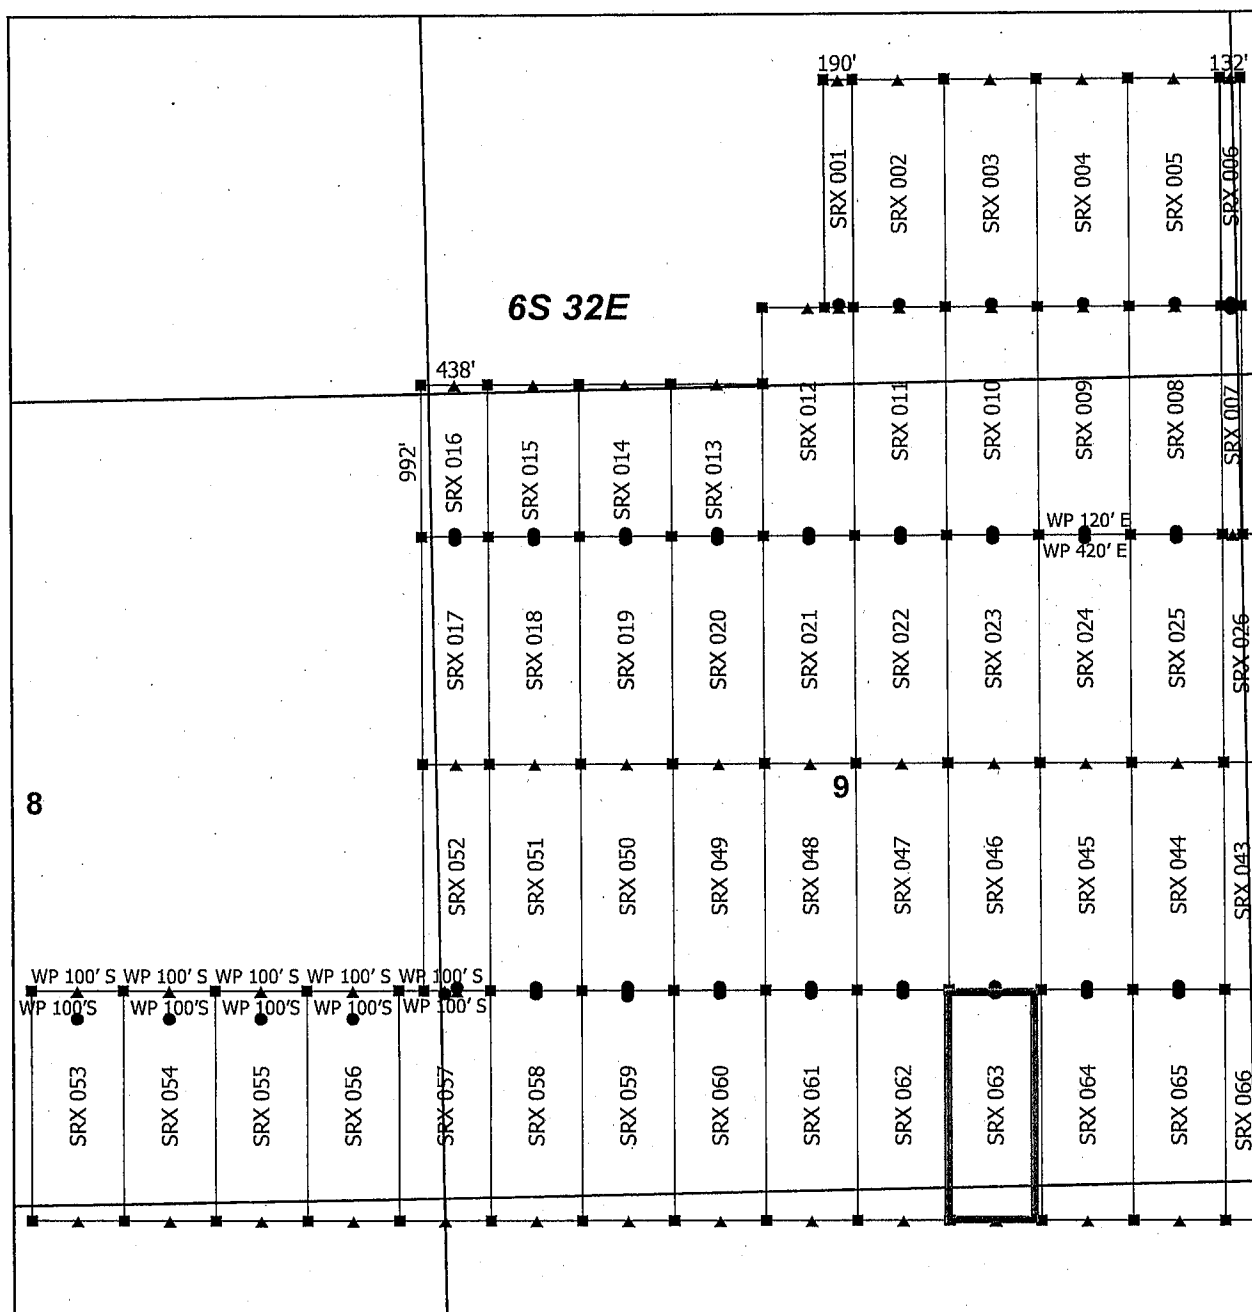 190'
132'
SRX 001
SRX 002
SRX 003
SRX 004
SRX 005
SRX 006
6S 32E
438'
992'
SRX 016
SRX 015
SRX 014
SRX 013
SRX 012
SRX 011
SRX 010
SRX 009
SRX 008
SRX 007
WP 120' E
WP 420' E
SRX 017
SRX 018
SRX 019
SRX 020
SRX 021
SRX 022
SRX 023
SRX 024
SRX 025
SRX 026
8
9
SRX 052
SRX 051
SRX 050
SRX 049
SRX 048
SRX 047
SRX 046
SRX 045
SRX 044
SRX 043
WP 100' S
WP 100' S
WP 100' S
WP 100' S
WP 100' S
WP 100'S
WP 100'S
WP 100'S
WP 100'S
WP 100' S
SRX 053
SRX 054
SRX 055
SRX 056
SRX 057
SRX 058
SRX 059
SRX 060
SRX 061
SRX 062
SRX 063
SRX 064
SRX 065
SRX 066